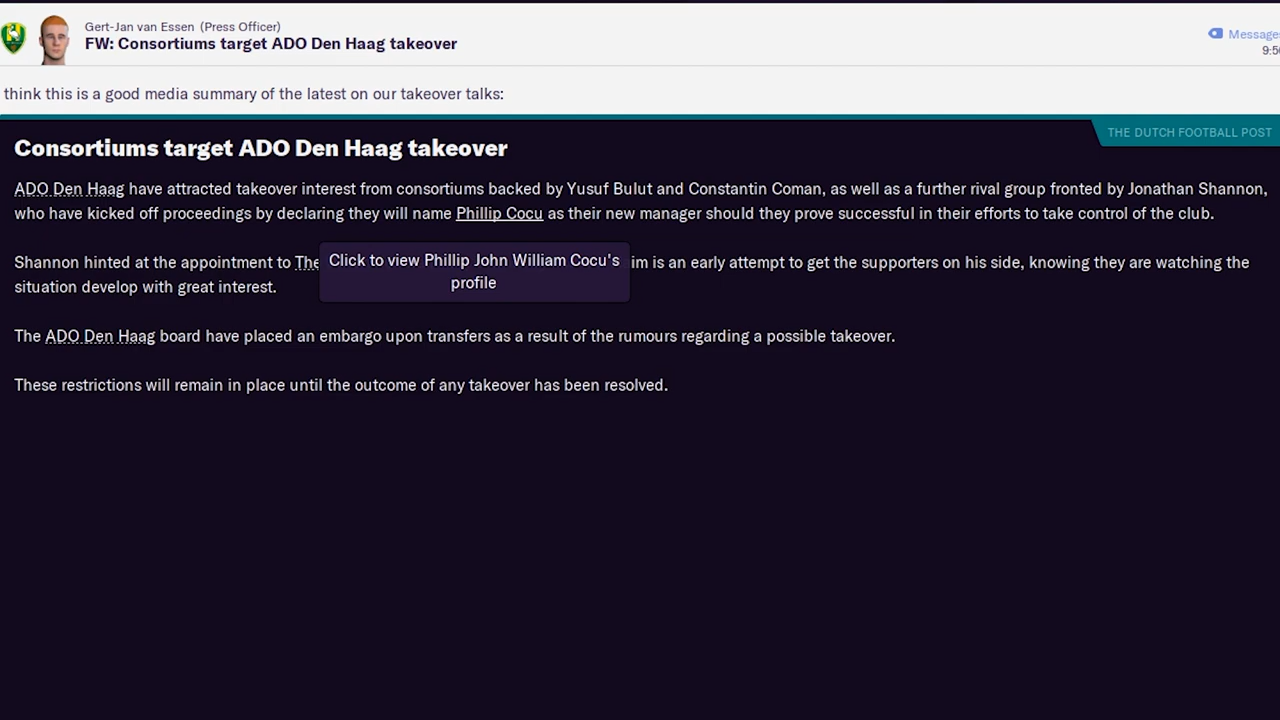 Gert-Jan van Essen (Press Officer)
FW: Consortiums target ADO Den Haag takeover
Message
9:5
think this is a good media summary of the latest on our takeover talks:
THE DUTCH FOOTBALL POST
Consortiums target ADO Den Haag takeover
ADO Den Haag have attracted takeover interest from consortiums backed by Yusuf Bulut and Constantin Coman, as well as a further rival group fronted by Jonathan Shannon,
who have kicked off proceedings by declaring they will name Phillip Cocu as their new manager should they prove successful in their efforts to take control of the club.
Shannon hinted at the appointment to The im is an early attempt to get the supporters on his side, knowing they are watching the
Click to view Phillip John William Cocu's
profile
situation develop with great interest.
The ADO Den Haag board have placed an embargo upon transfers as a result of the rumours regarding a possible takeover.
These restrictions will remain in place until the outcome of any takeover has been resolved.